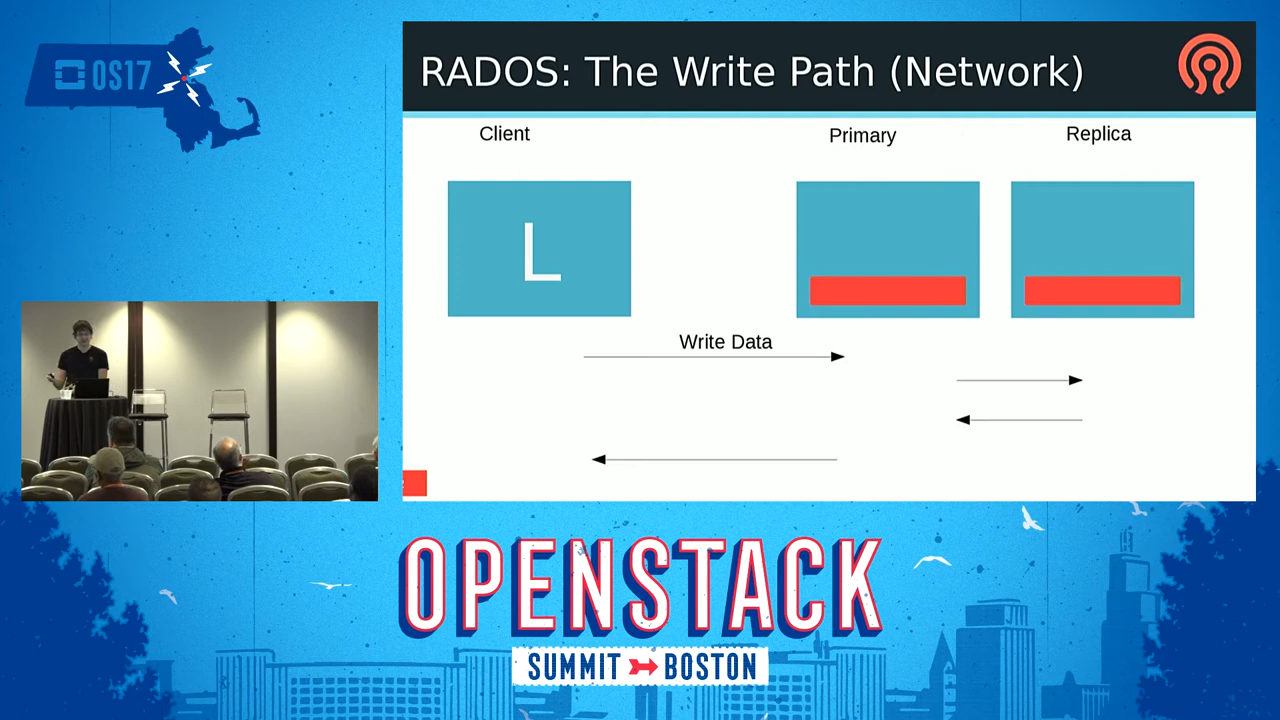 OS17
RADOS: The Write Path (Network)
Client
Primary
Replica
L
Write Data
OPENSTACK
SUMMIT BOSTON